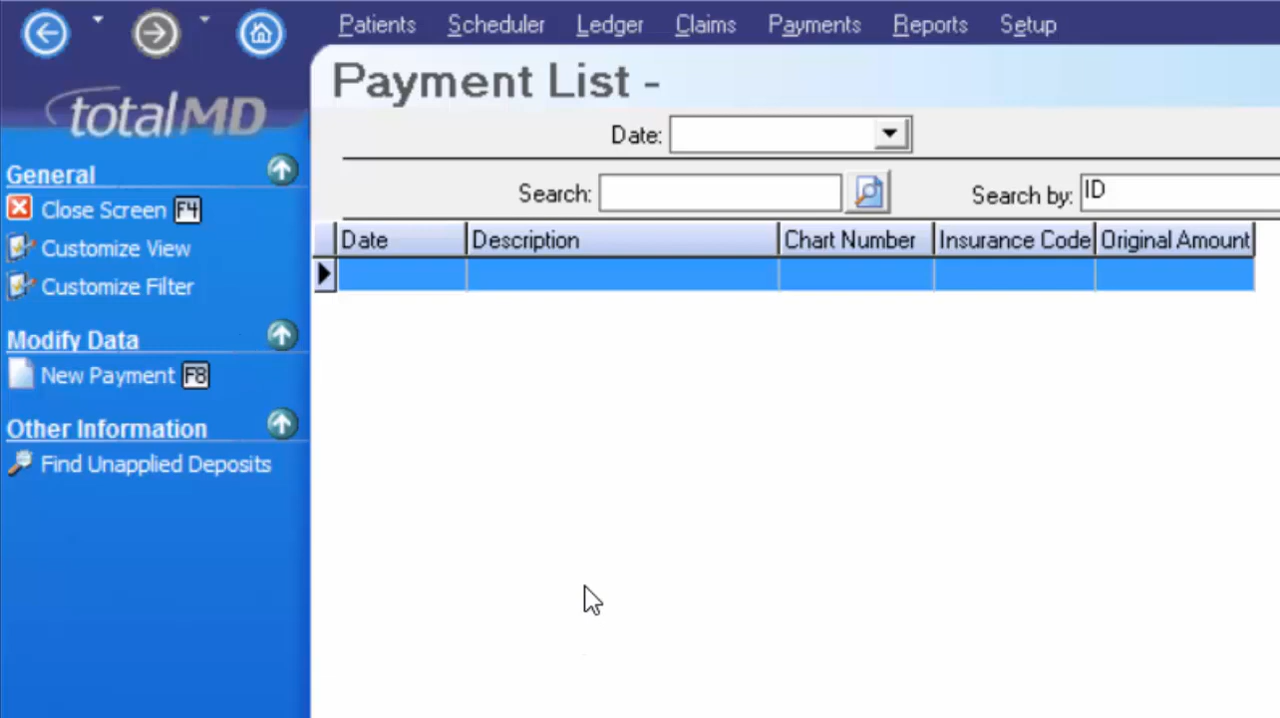 Patients Scheduler Ledger Claims Payments Reports Setup
totalMD
Payment List -
Date:
Search: Search by: ID
Date Description Chart Number Insurance Code Original Amount
General
Close Screen F4
Customize View
Customize Filter
Modify Data
New Payment F8
Other Information
Find Unapplied Deposits